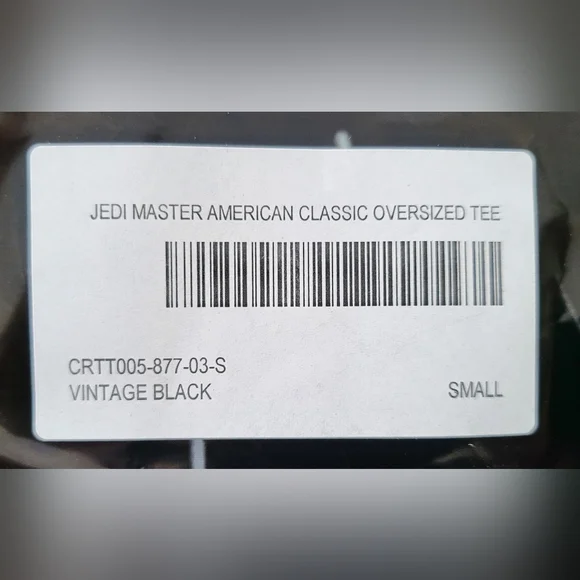 JEDI MASTER AMERICAN CLASSIC OVERSIZED TEE
CRTT005-877-03-S
VINTAGE BLACK
SMALL